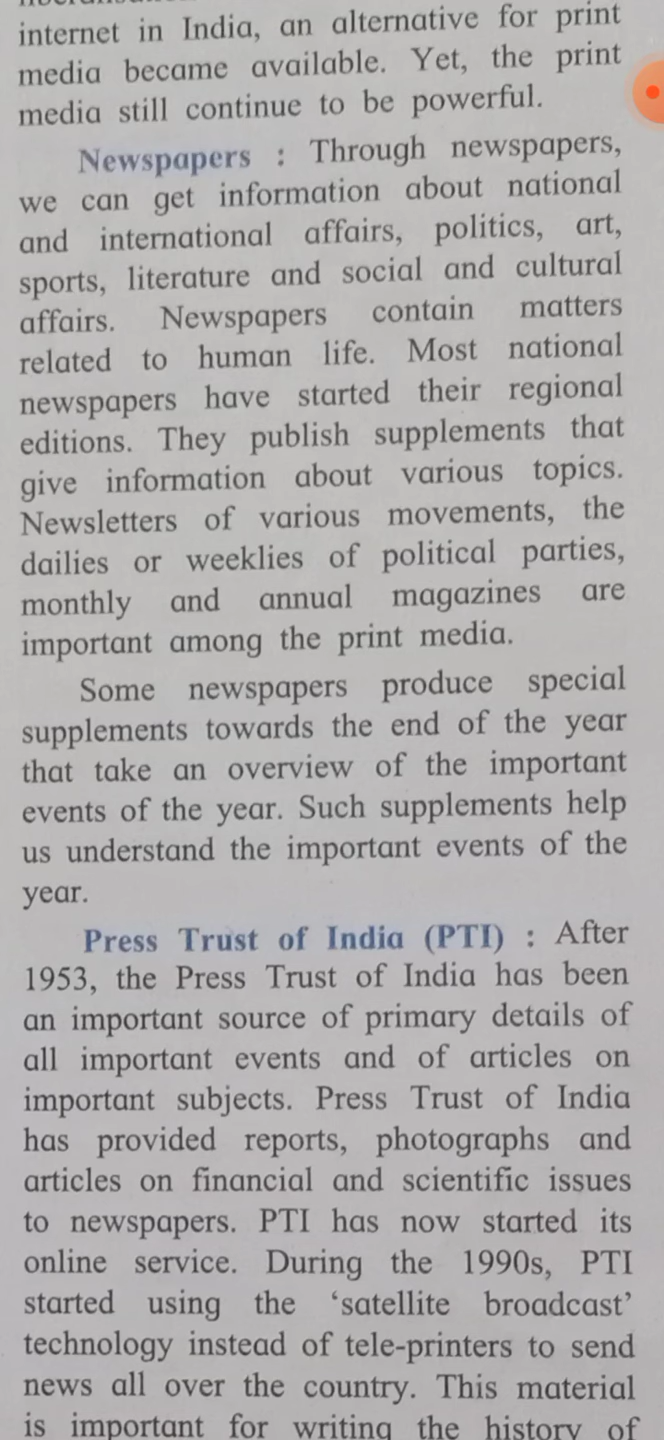 internet in India, an alternative for print
media became available. Yet, the print
media still continue to be powerful.
Newspapers : Through newspapers,
we can get information about national
and international affairs, politics, art,
sports, literature and social and cultural
affairs. Newspapers contain matters
related to human life. Most national
newspapers have started their regional
editions. They publish supplements that
give information about various topics.
Newsletters of various movements, the
dailies or weeklies of political parties,
monthly and annual magazines are
important among the print media.
Some newspapers produce special
supplements towards the end of the year
that take an overview of the important
events of the year. Such supplements help
us understand the important events of the
year.
Press Trust of India (PTI) : After
1953, the Press Trust of India has been
an important source of primary details of
all important events and of articles on
important subjects. Press Trust of India
has provided reports, photographs and
articles on financial and scientific issues
to newspapers. PTI has now started its
online service. During the 1990s, PTI
started using the ‘satellite broadcast’
technology instead of tele-printers to send
news all over the country. This material
is important for writing the history of